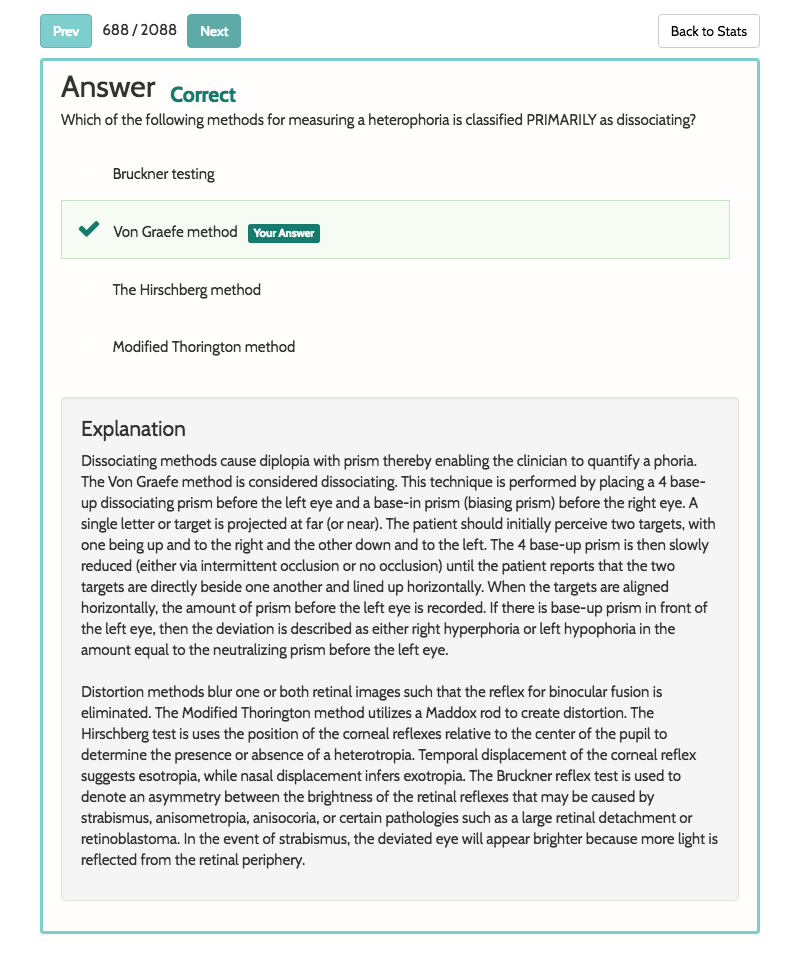 Prev 688 / 2088 Next Back to Stats
Answer Correct
Which of the following methods for measuring a heterophoria is classified PRIMARILY as dissociating?
Bruckner testing
Von Graefe method Your Answer
The Hirschberg method
Modified Thorington method
Explanation
Dissociating methods cause diplopia with prism thereby enabling the clinician to quantify a phoria.
The Von Graefe method is considered dissociating. This technique is performed by placing a 4 base-
up dissociating prism before the left eye and a base-in prism (biasing prism) before the right eye. A
single letter or target is projected at far (or near). The patient should initially perceive two targets, with
one being up and to the right and the other down and to the left. The 4 base-up prism is then slowly
reduced (either via intermittent occlusion or no occlusion) until the patient reports that the two
targets are directly beside one another and lined up horizontally. When the targets are aligned
horizontally, the amount of prism before the left eye is recorded. If there is base-up prism in front of
the left eye, then the deviation is described as either right hyperphoria or left hypophoria in the
amount equal to the neutralizing prism before the left eye.
Distortion methods blur one or both retinal images such that the reflex for binocular fusion is
eliminated. The Modified Thorington method utilizes a Maddox rod to create distortion. The
Hirschberg test is uses the position of the corneal reflexes relative to the center of the pupil to
determine the presence or absence of a heterotropia. Temporal displacement of the corneal reflex
suggests esotropia, while nasal displacement infers exotropia. The Bruckner reflex test is used to
denote an asymmetry between the brightness of the retinal reflexes that may be caused by
strabismus, anisometropia, anisocoria, or certain pathologies such as a large retinal detachment or
retinoblastoma. In the event of strabismus, the deviated eye will appear brighter because more light is
reflected from the retinal periphery.